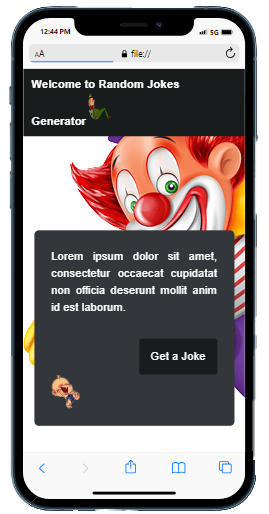 12:44 PM 5G
AA file://
Welcome to Random Jokes
Generator
Lorem ipsum dolor sit amet,
consectetur occaecat cupidatat
non officia deserunt mollit anim
id est laborum.
Get a Joke